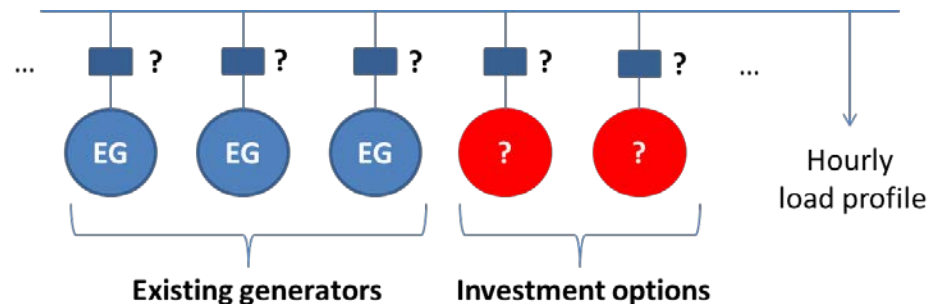 ... ? ? ? ? ? ...
EG EG EG ? ?
Hourly
load profile
Existing generators Investment options